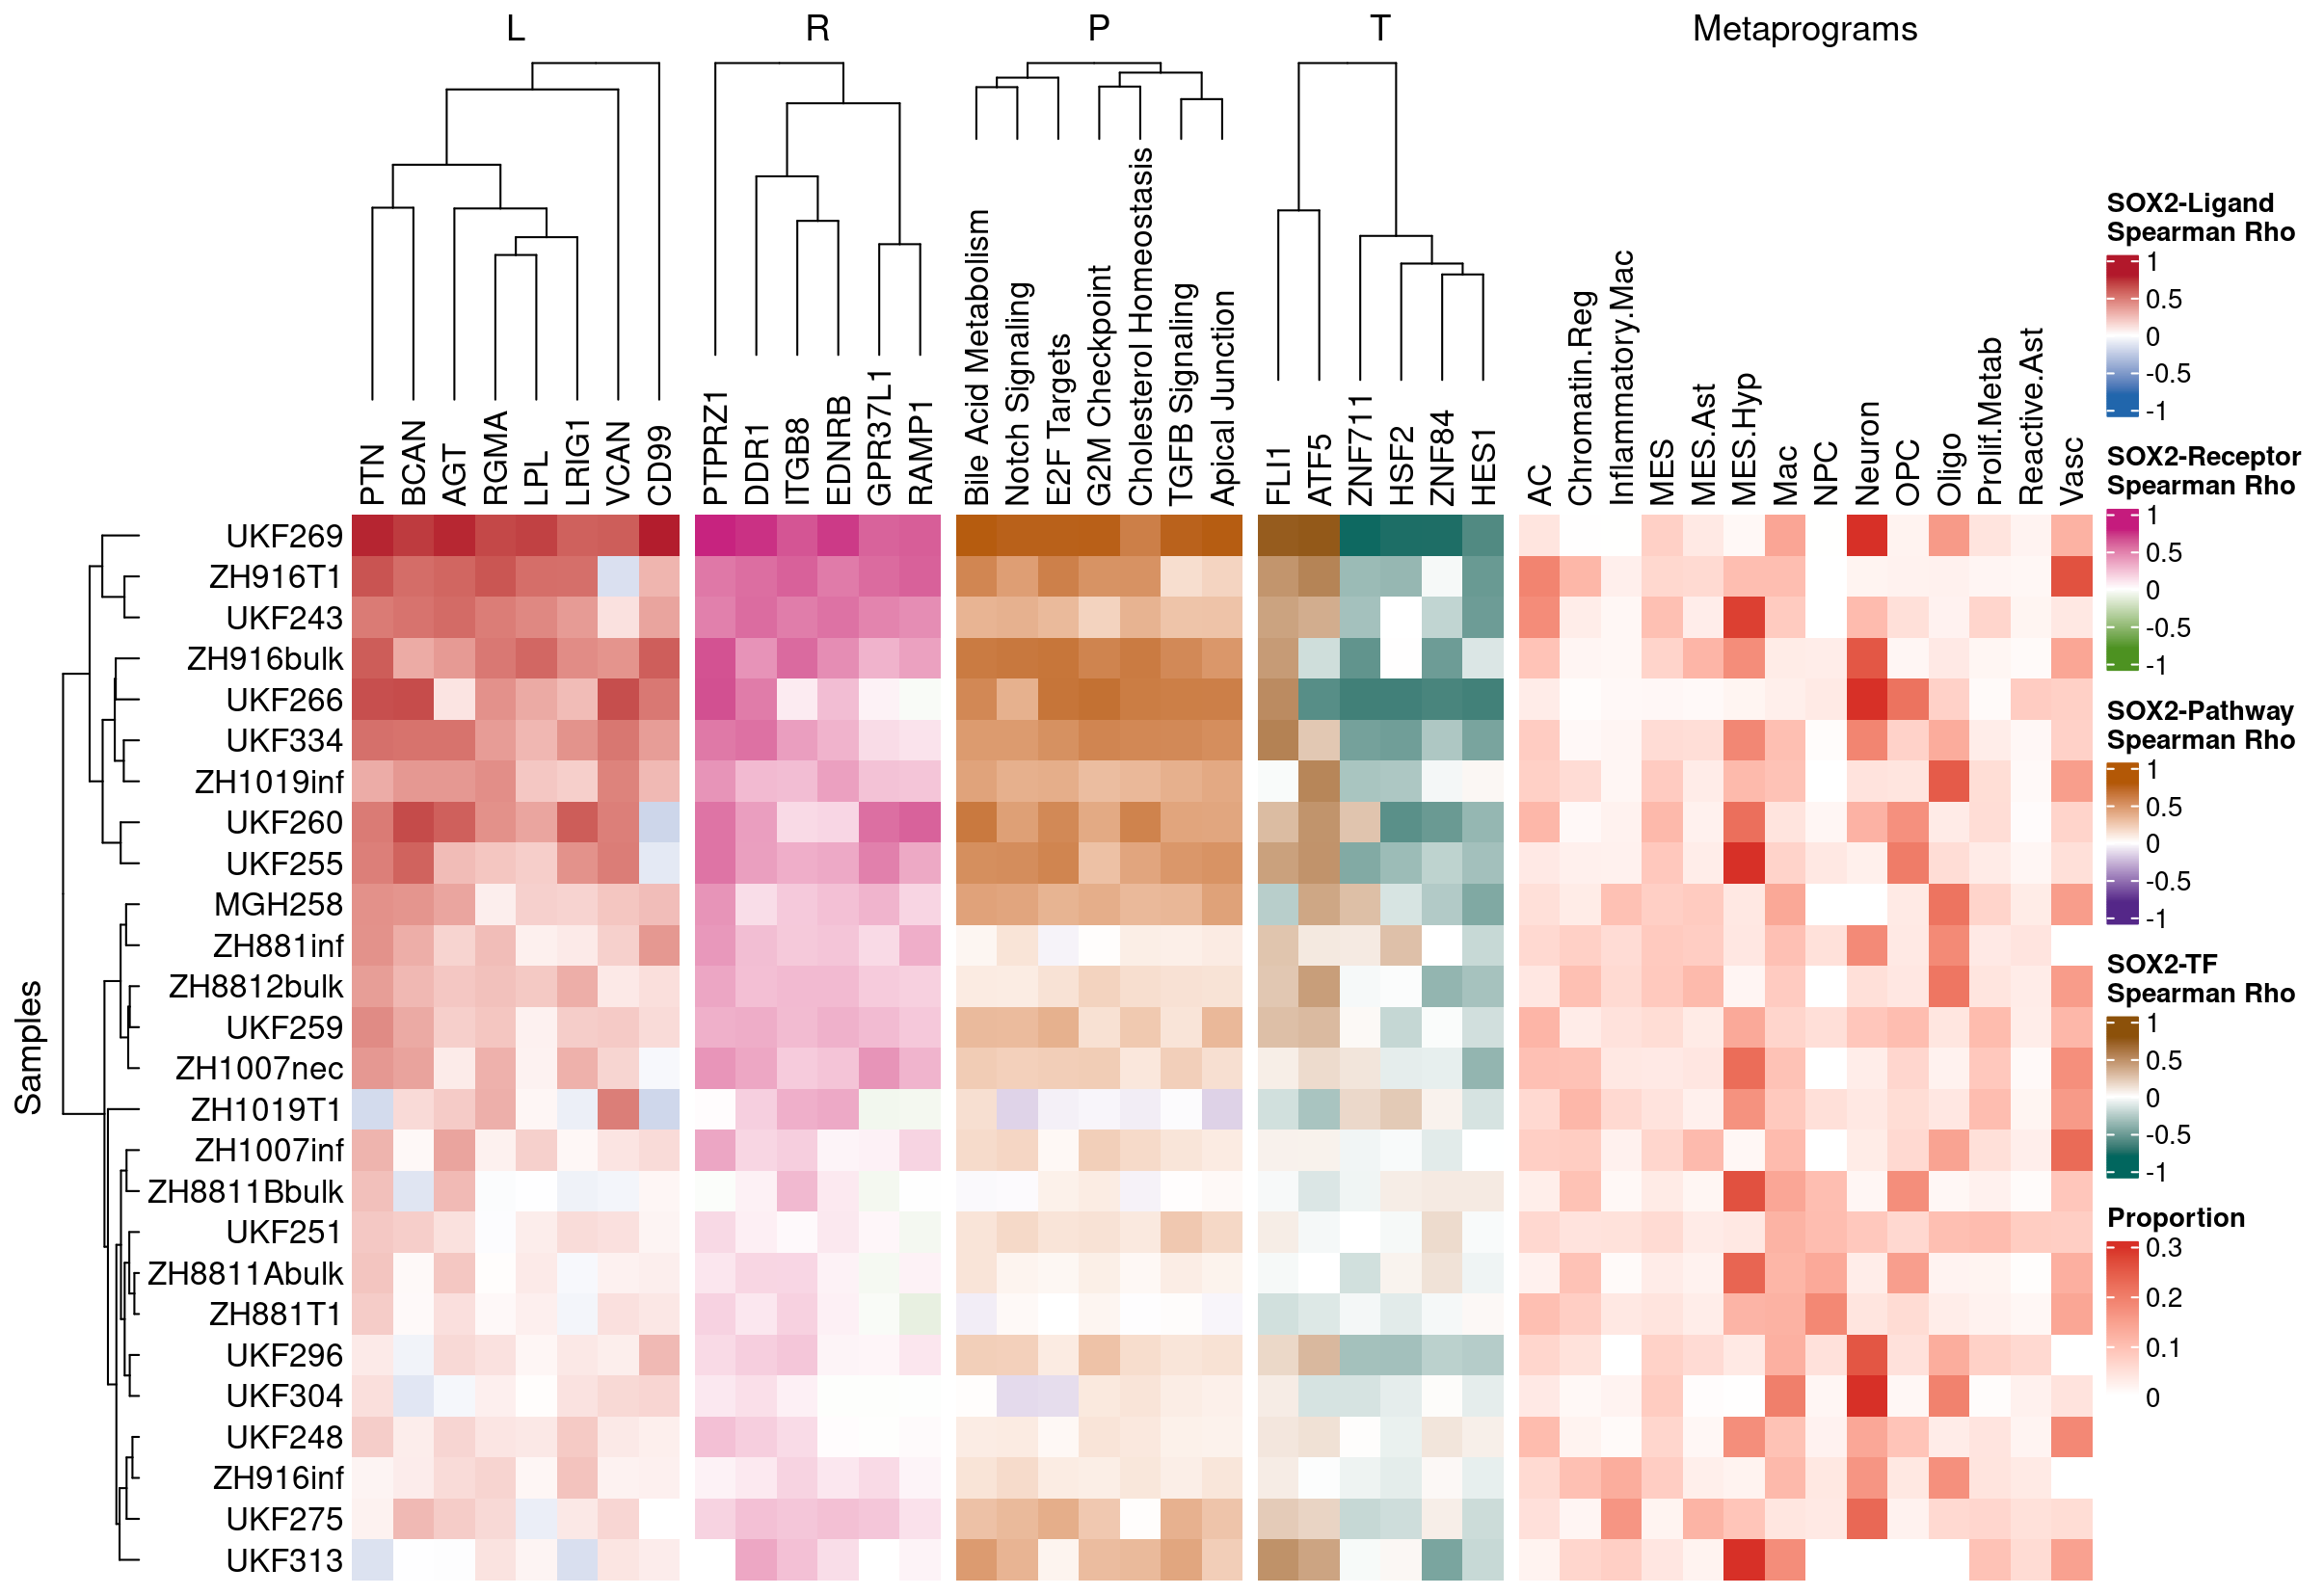 L R P T Metaprograms
PTN BCAN AGT RGMA LPL LRIG1 VCAN CD99
PTPRZ1 DDR1 ITGB8 EDNRB GPR37L1 RAMP1
Bile Acid Metabolism
Notch Signaling
E2F Targets
G2M Checkpoint
Cholesterol Homeostasis
TGFB Signaling
Apical Junction
FLI1 ATF5 ZNF711 HSF2 ZNF84 HES1
AC Chromatin.Reg Inflammatory.Mac MES MES.Ast MES.Hyp Mac NPC Neuron OPC Oligo Prolif.Metab Reactive.Ast Vasc
Samples
UKF269
ZH916T1
UKF243
ZH916bulk
UKF266
UKF334
ZH1019inf
UKF260
UKF255
MGH258
ZH881inf
ZH8812bulk
UKF259
ZH1007nec
ZH1019T1
ZH1007inf
ZH8811Bbulk
UKF251
ZH8811Abulk
ZH881T1
UKF296
UKF304
UKF248
ZH916inf
UKF275
UKF313
SOX2-Ligand
Spearman Rho
1
0.5
0
-0.5
-1
SOX2-Receptor
Spearman Rho
1
0.5
0
-0.5
-1
SOX2-Pathway
Spearman Rho
1
0.5
0
-0.5
-1
SOX2-TF
Spearman Rho
1
0.5
0
-0.5
-1
Proportion
0.3
0.2
0.1
0